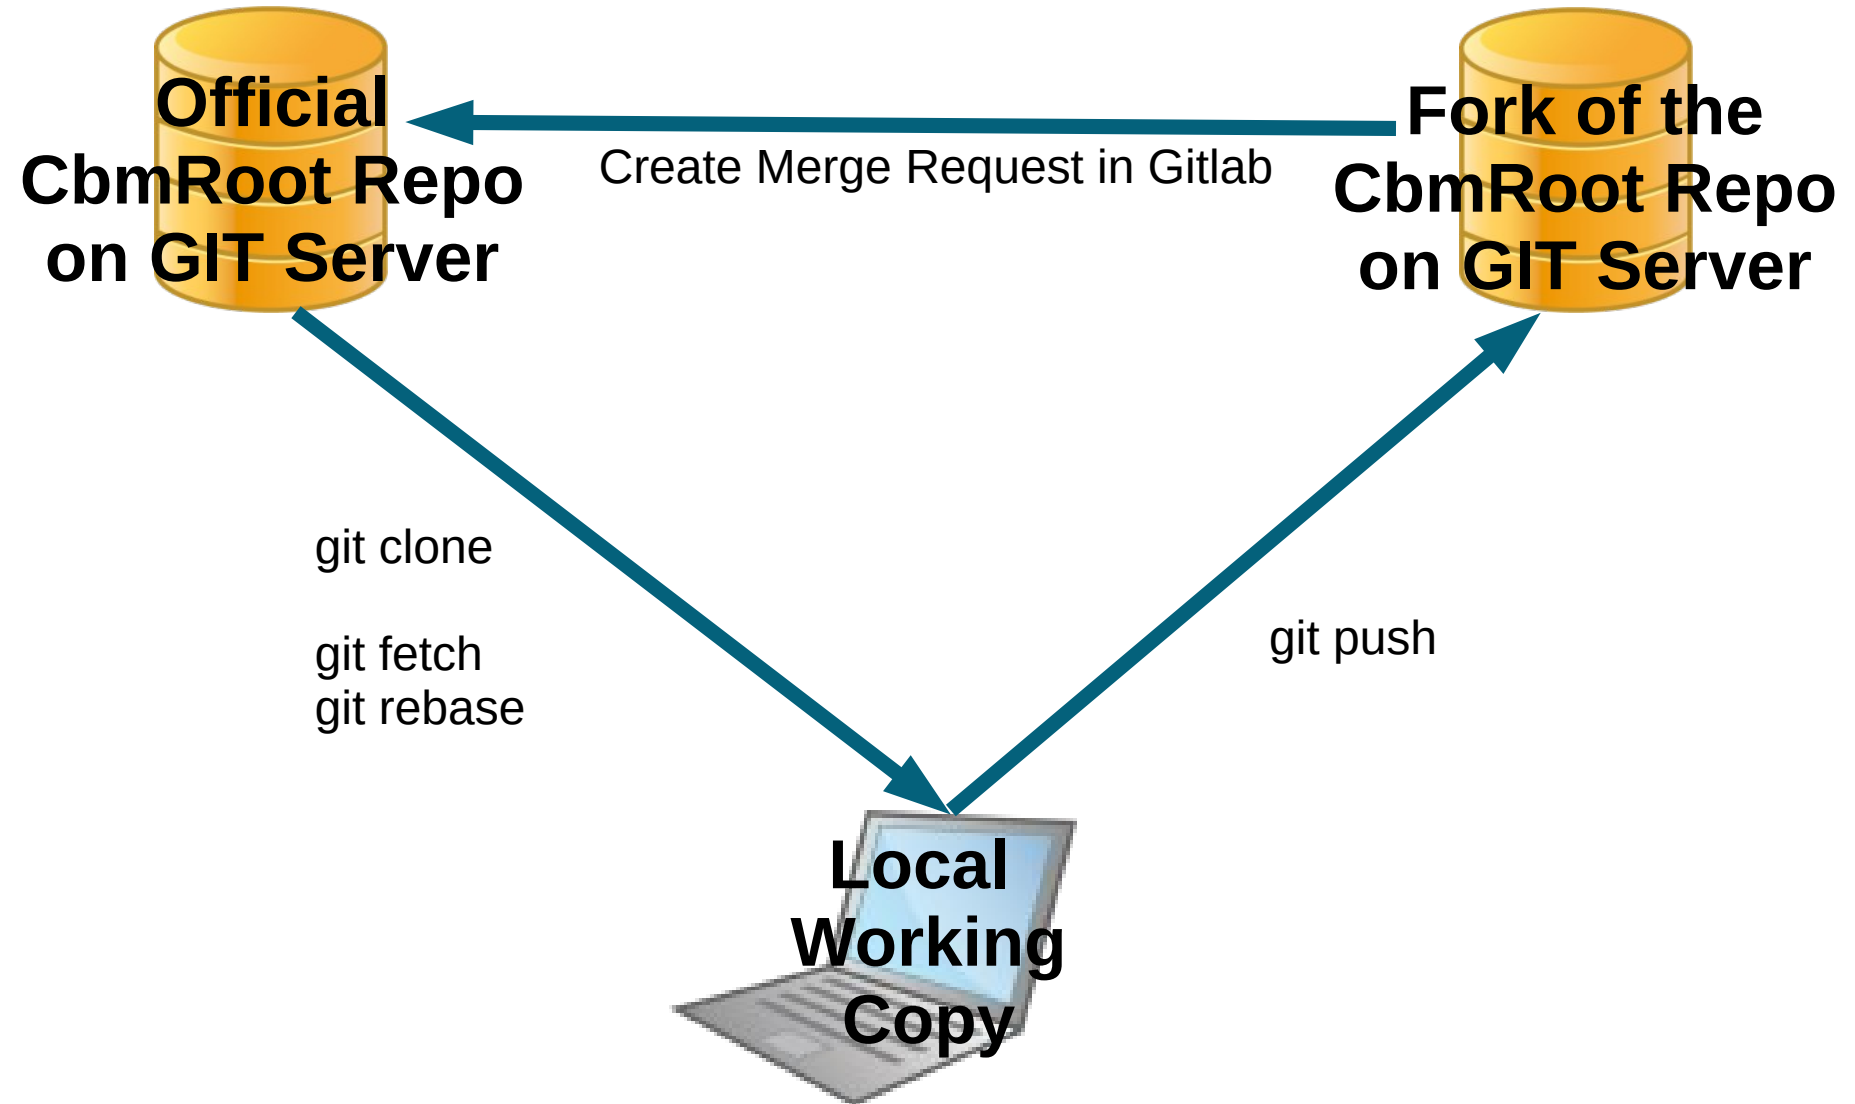 Official
CbmRoot Repo
on GIT Server
Create Merge Request in Gitlab
Fork of the
CbmRoot Repo
on GIT Server
git clone
git fetch
git rebase
git push
Local
Working
Copy